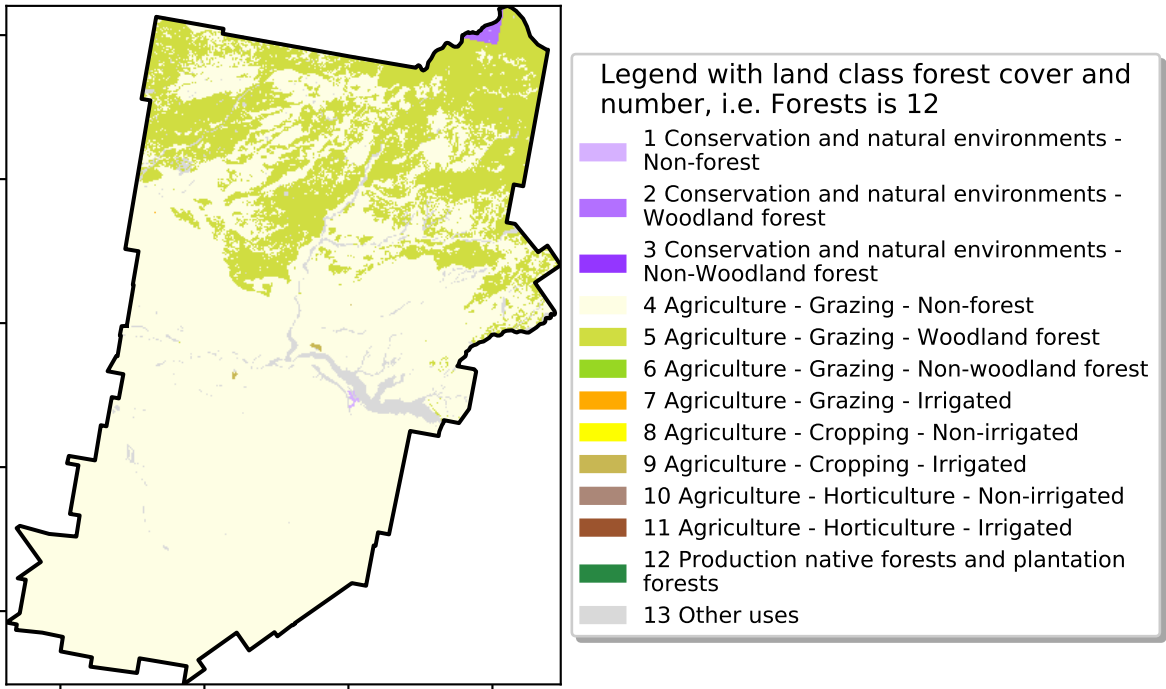 Legend with land class forest cover and
number, i.e. Forests is 12
1 Conservation and natural environments -
Non-forest
2 Conservation and natural environments -
Woodland forest
3 Conservation and natural environments -
Non-Woodland forest
4 Agriculture - Grazing - Non-forest
5 Agriculture - Grazing - Woodland forest
6 Agriculture - Grazing - Non-woodland forest
7 Agriculture - Grazing - Irrigated
8 Agriculture - Cropping - Non-irrigated
9 Agriculture - Cropping - Irrigated
10 Agriculture - Horticulture - Non-irrigated
11 Agriculture - Horticulture - Irrigated
12 Production native forests and plantation
forests
13 Other uses